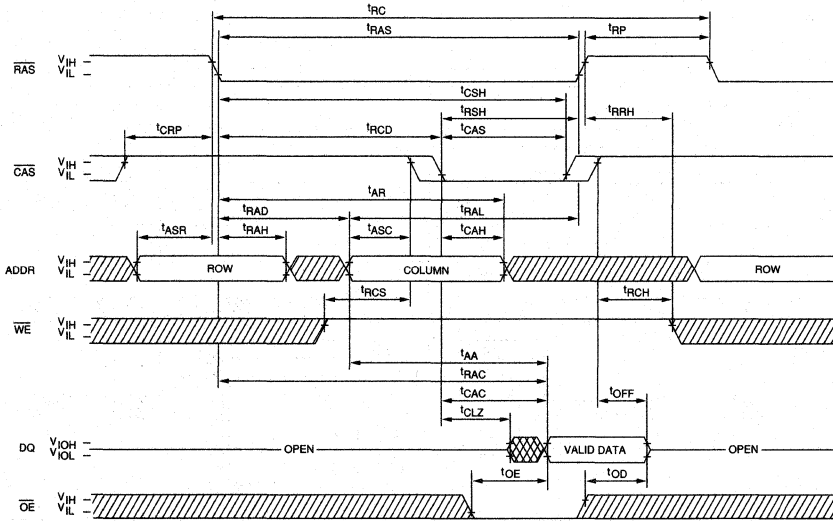 tRC
tRAS
tRP
RAS
VIH
VIL
tCSH
tRSH
tRRH
tCRP
tRCD
tCAS
CAS
VIH
VIL
tAR
tRAD
tRAL
tASR
tRAH
tASC
tCAH
ADDR
VIH
VIL
ROW
COLUMN
ROW
tRCS
tRCH
WE
VIH
VIL
tAA
tRAC
tCAC
tOFF
tCLZ
DQ
VIOH
VIOL
OPEN
VALID DATA
OPEN
tOE
tOD
OE
VIH
VIL